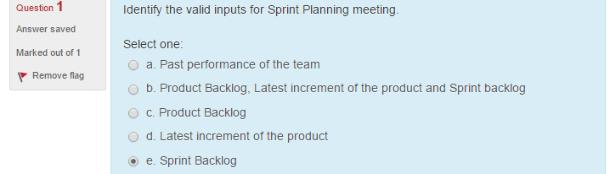 Question 1
Answer saved
Marked out of 1
Remove flag
Identify the valid inputs for Sprint Planning meeting.
Select one:
a. Past performance of the team
b. Product Backlog, Latest increment of the product and Sprint backlog
c. Product Backlog
d. Latest increment of the product
e. Sprint Backlog